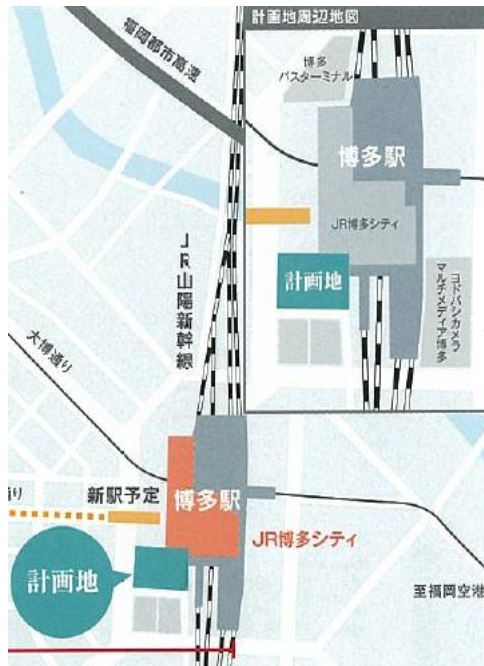 計画地周辺地図
福岡都市高速
博多
バスターミナル
博多駅
JR博多シティ
計画地
ヨドバシカメラ
マルチメディア博多
JR山陽新幹線
大博通り
通り
新駅予定
博多駅
JR博多シティ
計画地
至福岡空港